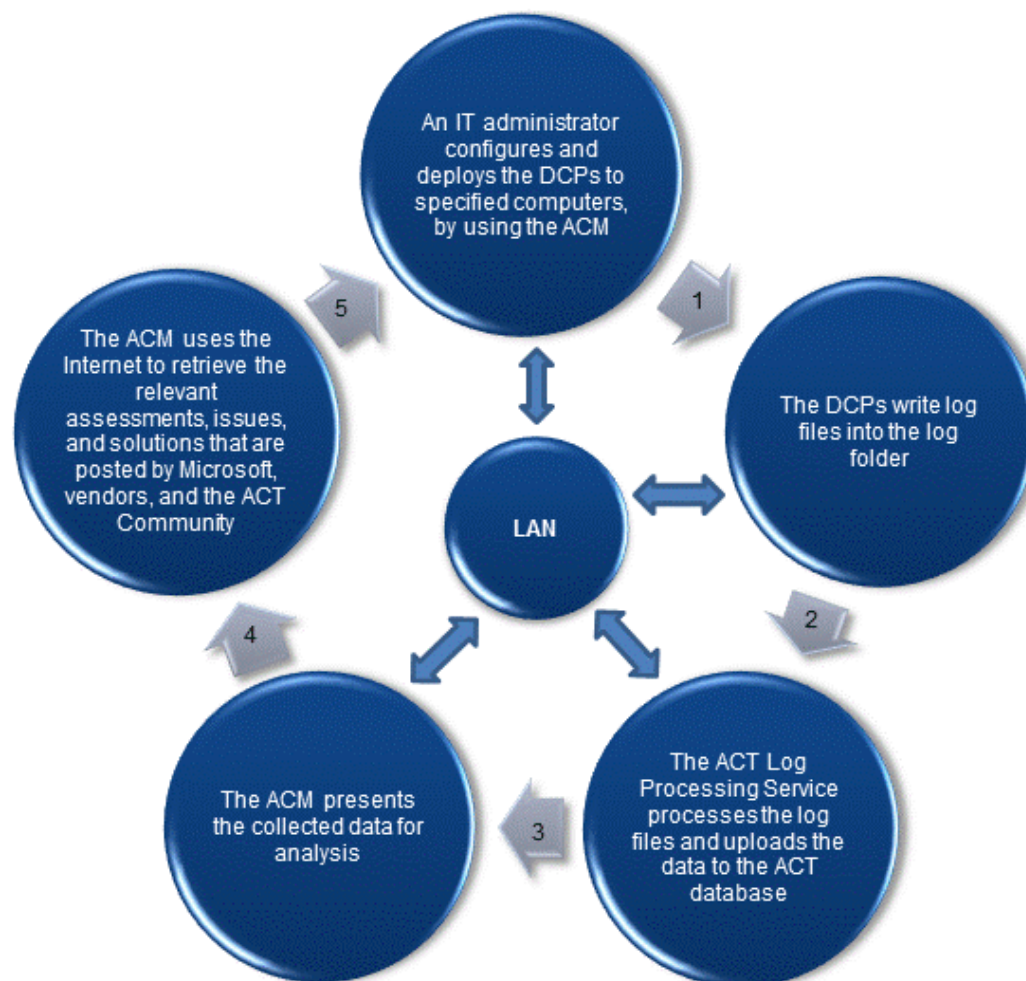 An IT administrator
configures and
deploys the DCPs to
specified computers,
by using the ACM
1
The DCPs write log
files into the log
folder
2
The ACT Log
Processing Service
processes the log
files and uploads the
data to the ACT
database
3
The ACM presents
the collected data for
analysis
4
The ACM uses the
Internet to retrieve the
relevant
assessments, issues,
and solutions that are
posted by Microsoft,
vendors, and the ACT
Community
5
LAN